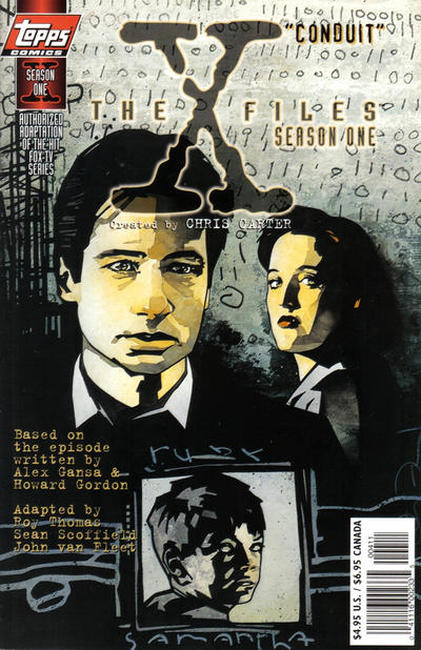 Topps
COMICS
SEASON
ONE
AUTHORIZED
ADAPTATION
OF THE HIT
FOX-TV
SERIES
"CONDUIT"
X
THE FILES
SEASON ONE
Created by CHRIS CARTER
Based on
the episode
written by
Alex Gansa &
Howard Gordon
Adapted by
Roy Thomas
Sean Scoffield
John van Fleet
ruby
samantha
$4.95 U.S. / $6.95 CANADA
00411